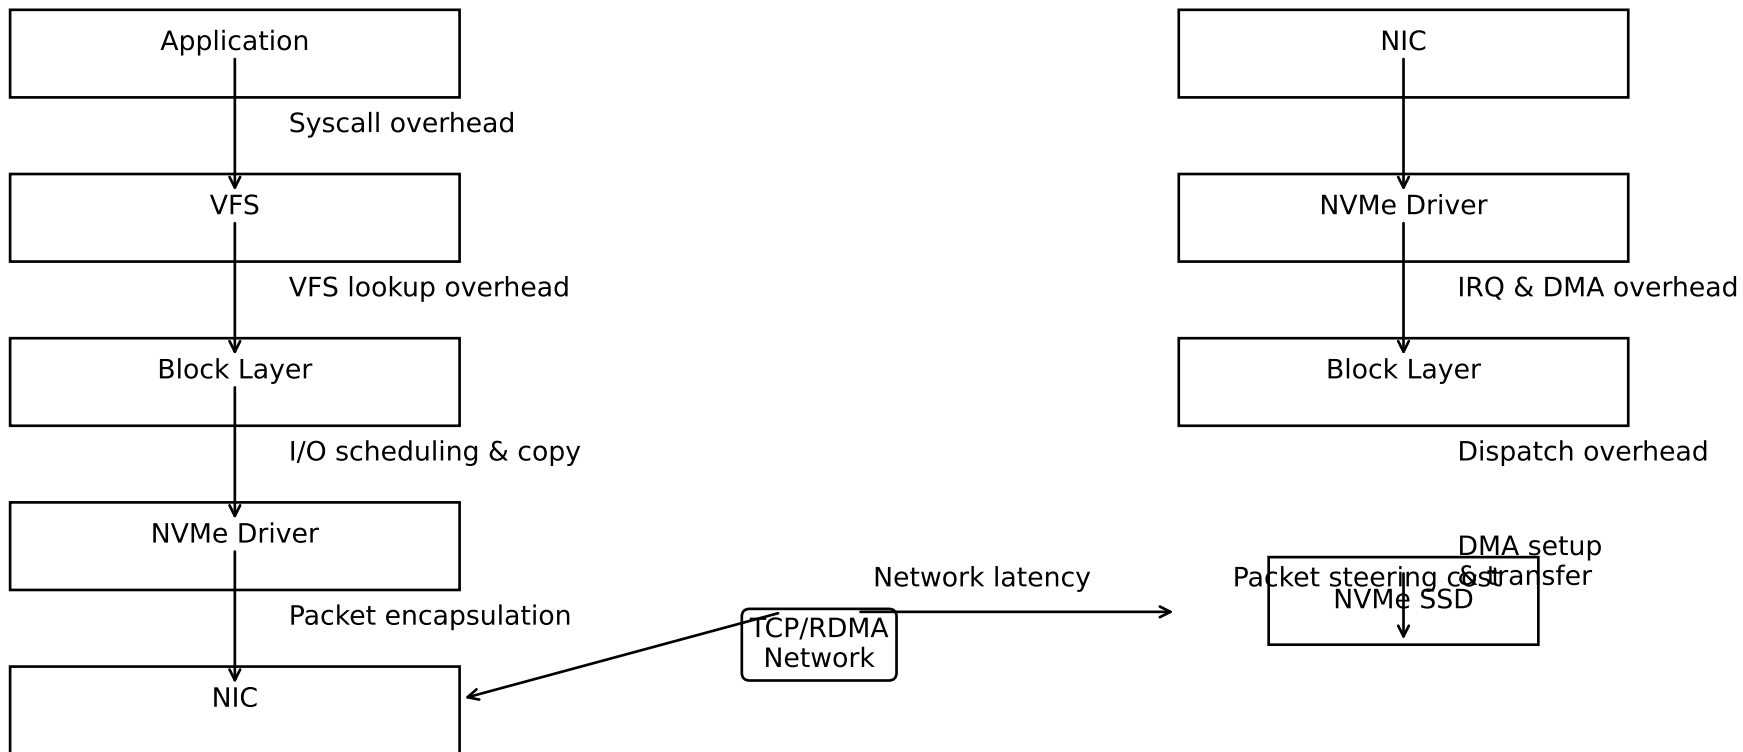 Application
Syscall overhead
VFS
VFS lookup overhead
Block Layer
I/O scheduling & copy
NVMe Driver
Packet encapsulation
NIC
TCP/RDMA
Network
Network latency
NIC
NVMe Driver
IRQ & DMA overhead
Block Layer
Dispatch overhead
DMA setup
& transfer
Packet steering cost
NVMe SSD